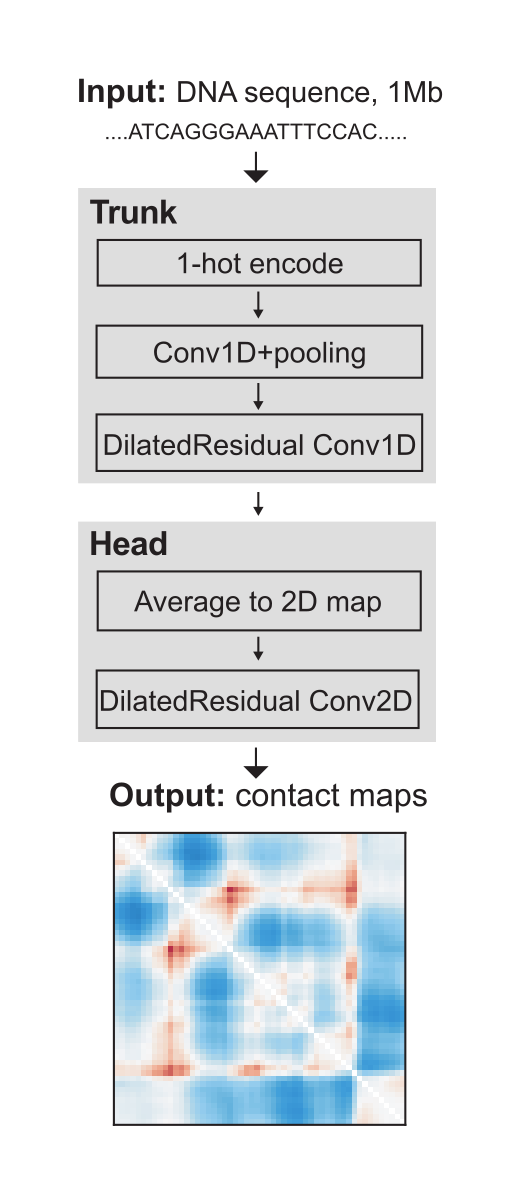 Input: DNA sequence, 1Mb
....ATCAGGGAAATTTCCAC.....
Trunk
1-hot encode
Conv1D+pooling
DilatedResidual Conv1D
Head
Average to 2D map
DilatedResidual Conv2D
Output: contact maps